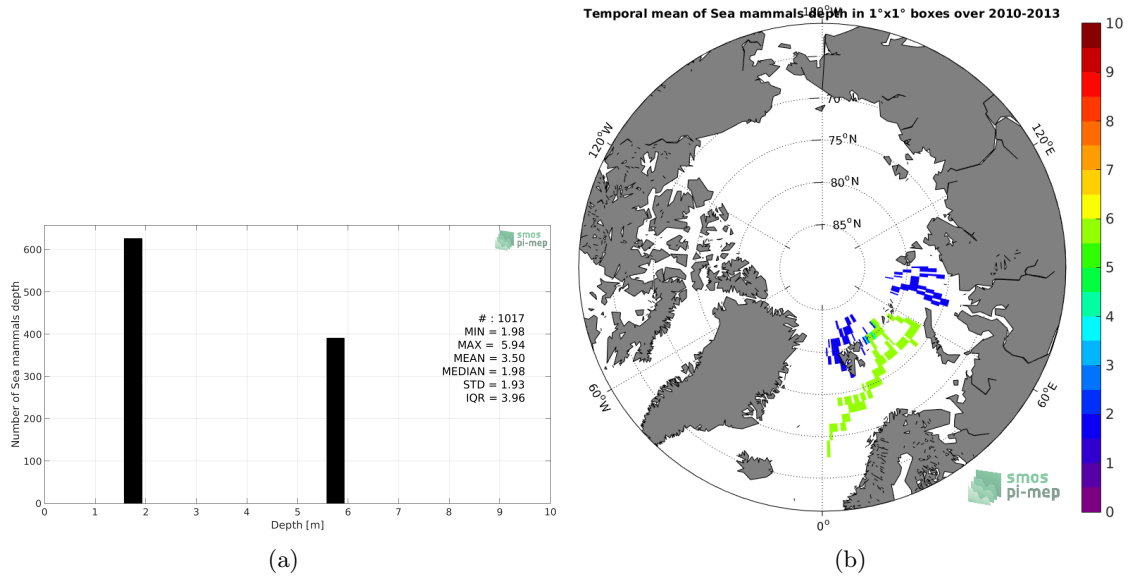 600
500
400
300
200
100
0
Number of Sea mammals depth
smos
pi-mep
# : 1017
MIN = 1.98
MAX = 5.94
MEAN = 3.50
MEDIAN = 1.98
STD = 1.93
IQR = 3.96
0 1 2 3 4 5 6 7 8 9 10
Depth [m]
(a)
Temporal mean of Sea mammals depth in 1°x1° boxes over 2010-2013
180°W
120°W
120°E
70°N
75°N
80°N
85°N
60°W
60°E
0°
smos
pi-mep
10
9
8
7
6
5
4
3
2
1
0
(b)